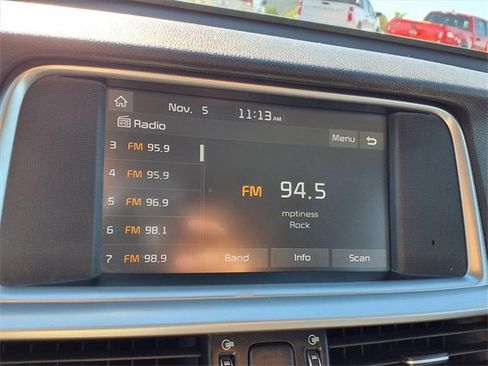 Nov. 5 11:13 AM
Radio
Menu
3 FM 95.9
4 FM 95.9
5 FM 96.9
6 FM 98.1
7 FM 98.9
FM 94.5
mptiness
Rock
Band Info Scan